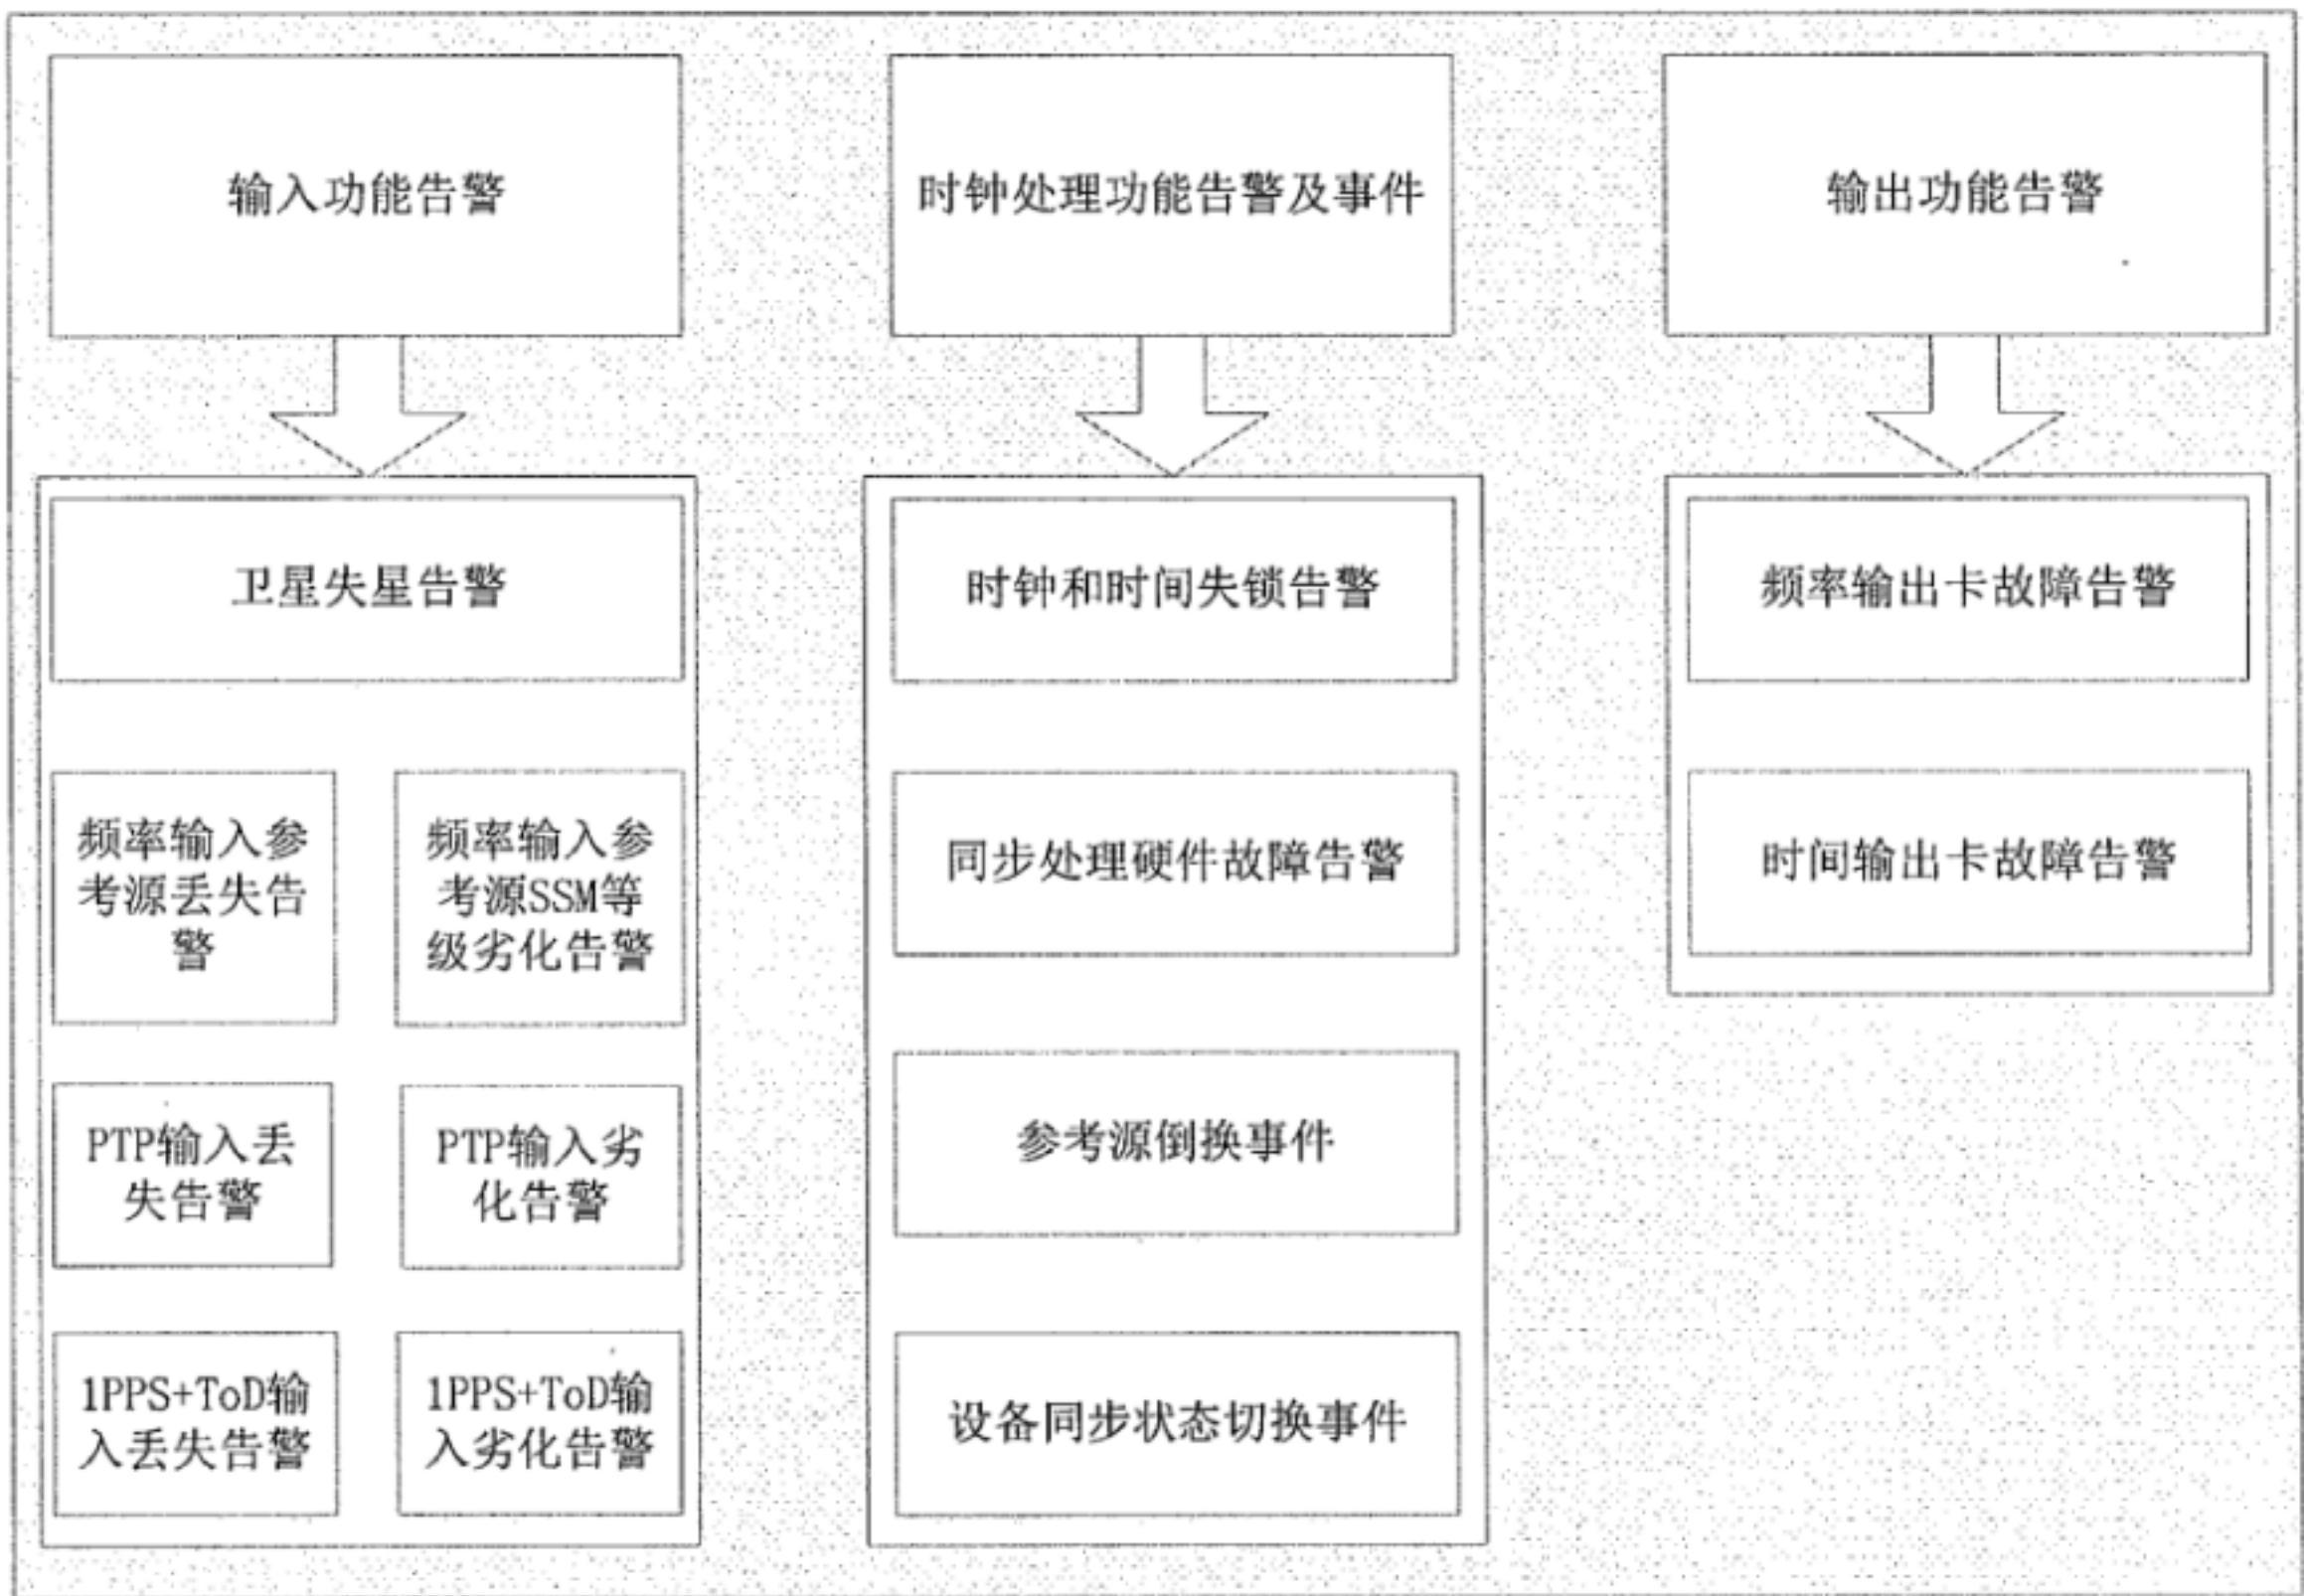 输入功能告警
时钟处理功能告警及事件
输出功能告警
卫星失星告警
频率输入参
考源丢失告
警
频率输入参
考源SSM等
级劣化告警
PTP输入丢
失告警
PTP输入劣
化告警
1PPS+ToD输
入丢失告警
1PPS+ToD输
入劣化告警
时钟和时间失锁告警
同步处理硬件故障告警
参考源倒换事件
设备同步状态切换事件
频率输出卡故障告警
时间输出卡故障告警